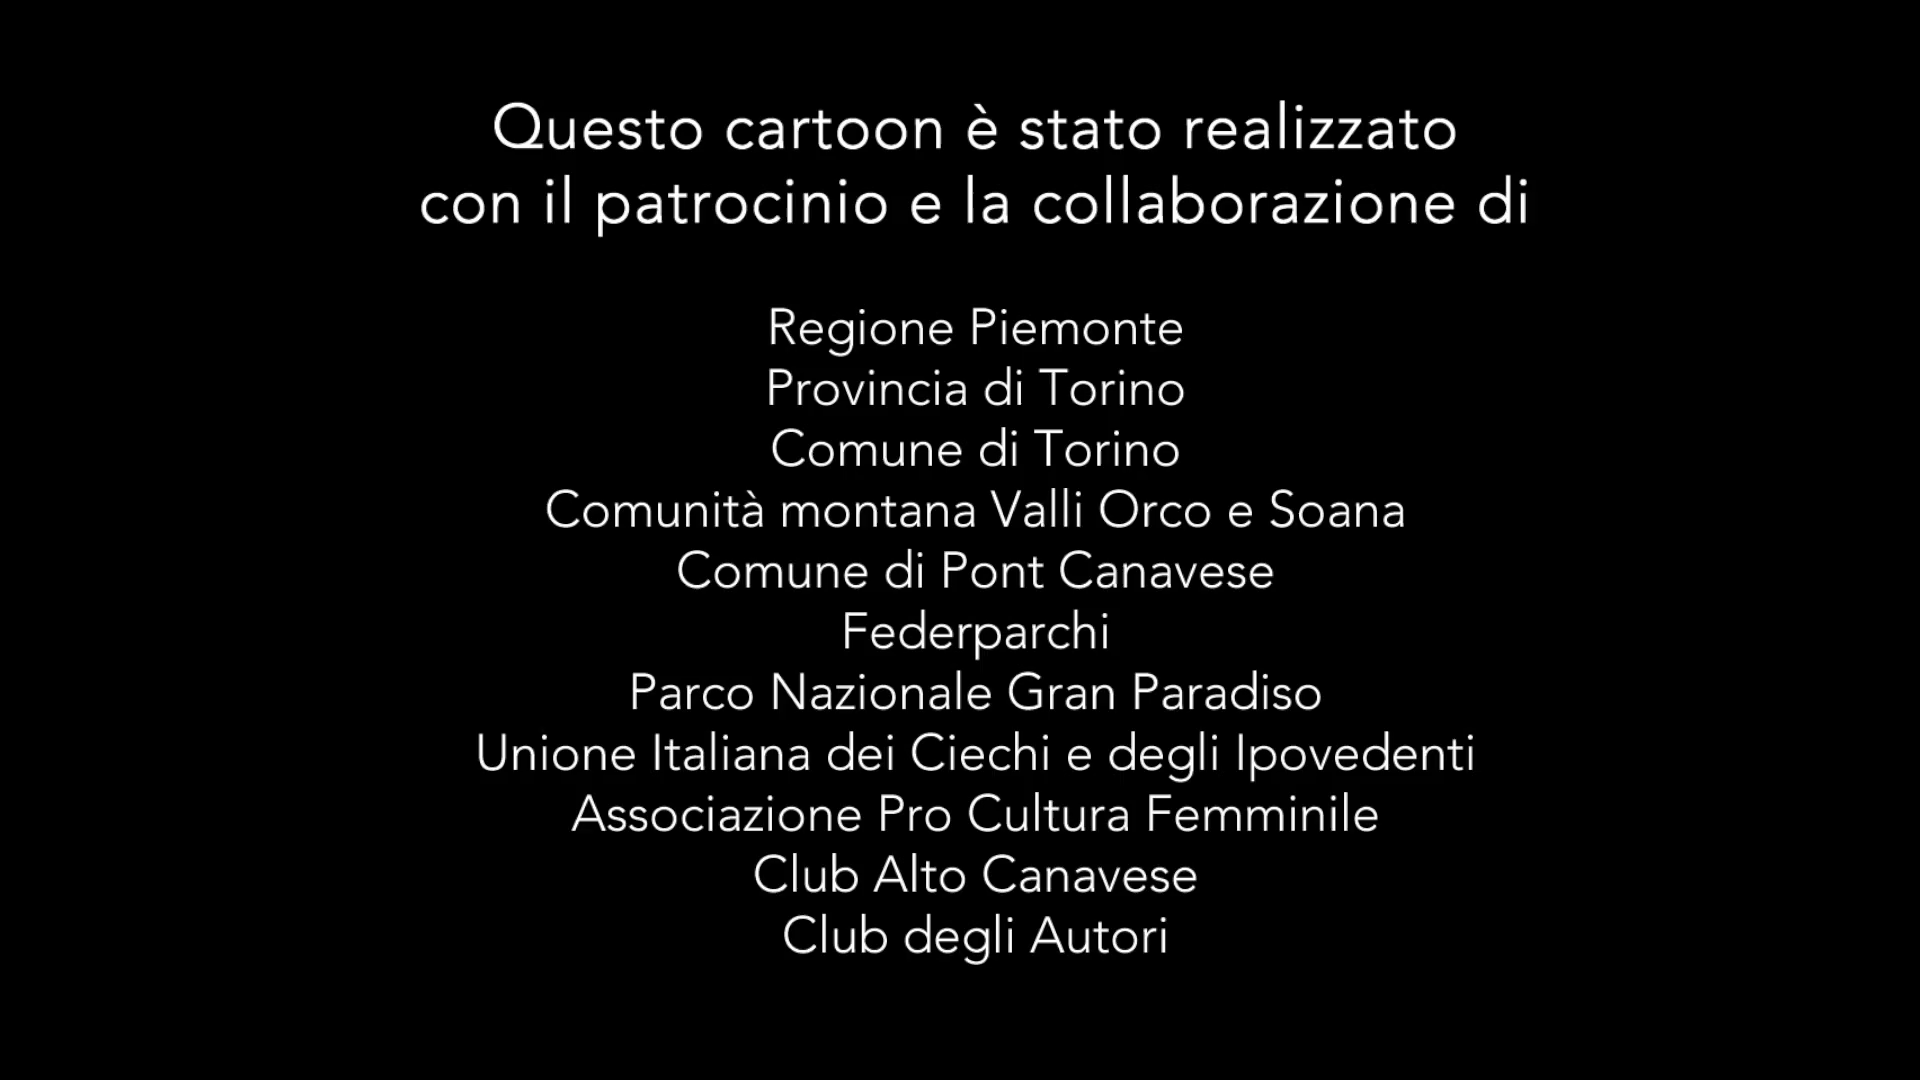 Questo cartoon è stato realizzato
con il patrocinio e la collaborazione di
Regione Piemonte
Provincia di Torino
Comune di Torino
Comunità montana Valli Orco e Soana
Comune di Pont Canavese
Federparchi
Parco Nazionale Gran Paradiso
Unione Italiana dei Ciechi e degli Ipovedenti
Associazione Pro Cultura Femminile
Club Alto Canavese
Club degli Autori